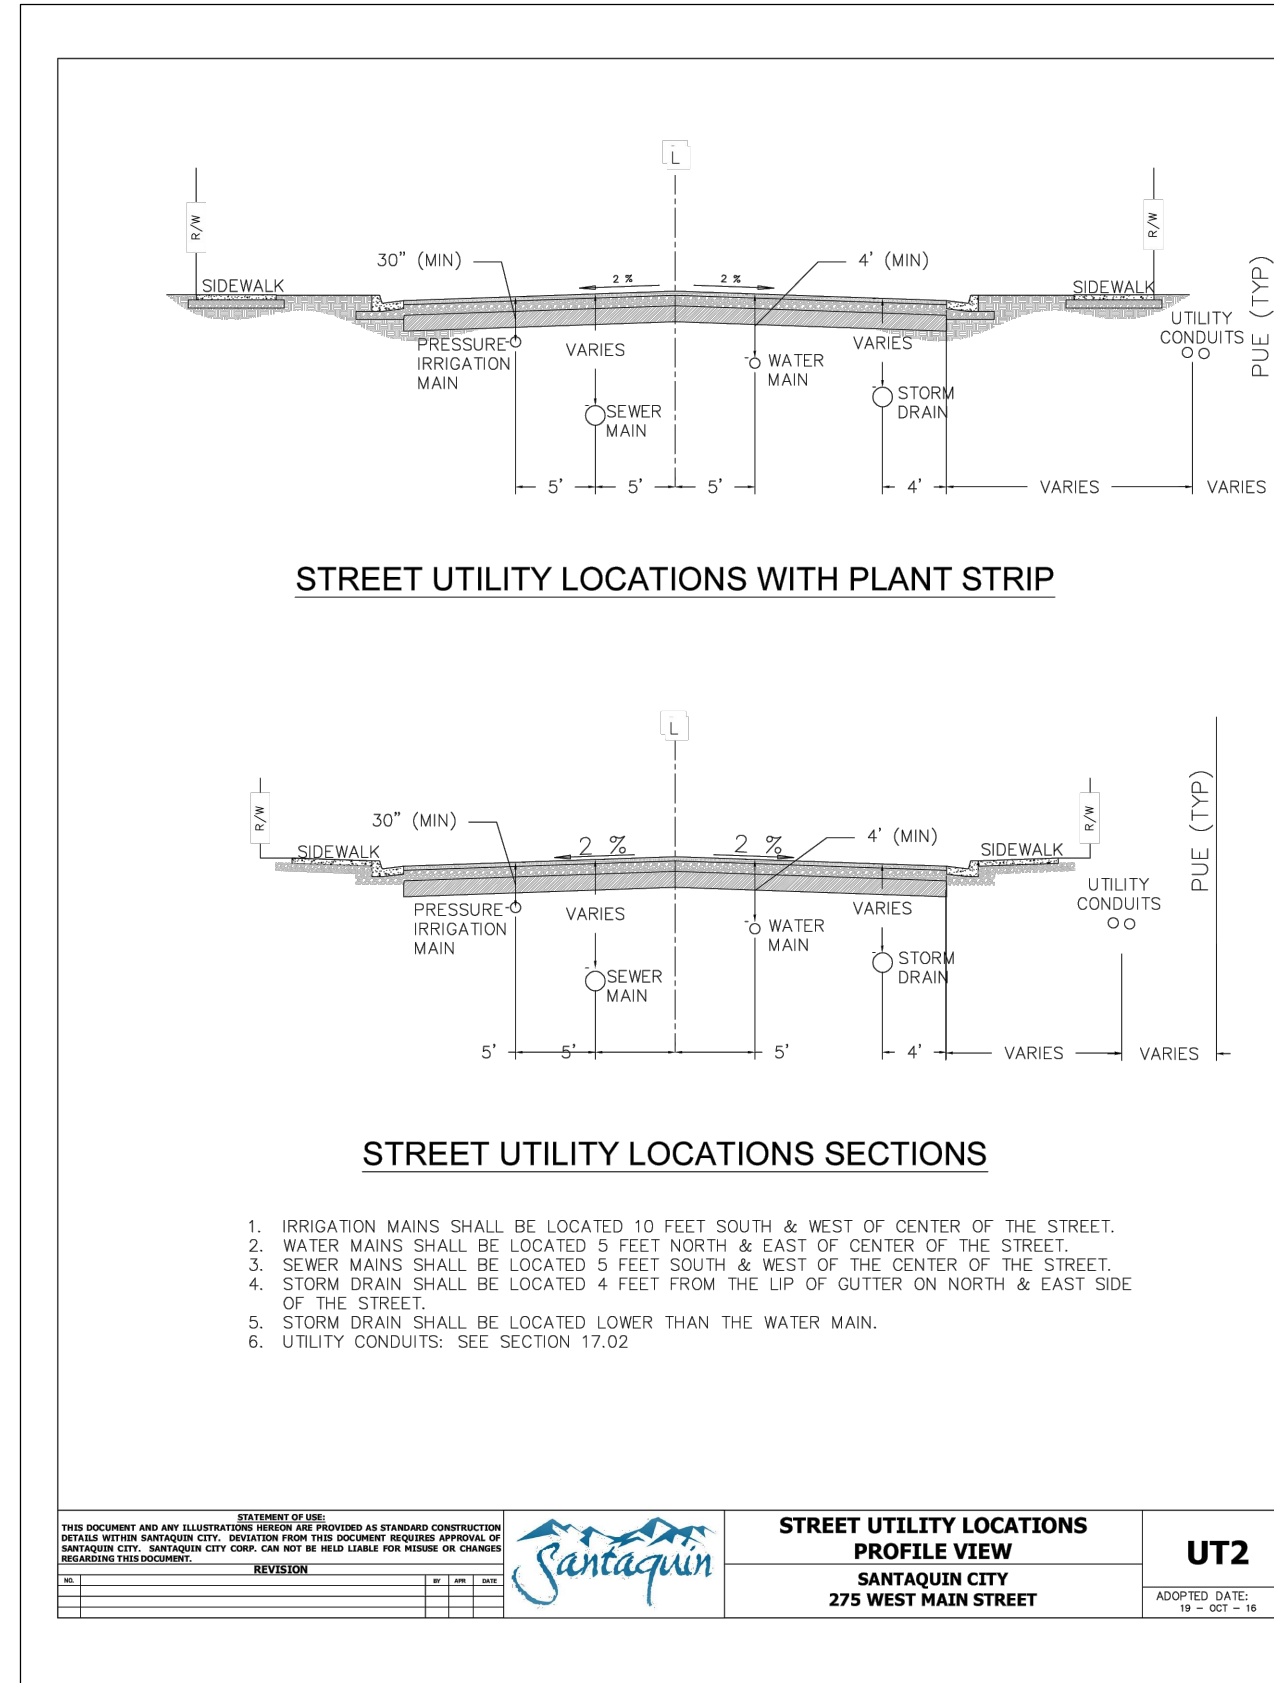 L
R/W
R/W
30" (MIN)
4' (MIN)
PUE (TYP)
2 %
2 %
SIDEWALK
SIDEWALK
UTILITY
CONDUITS
PRESSURE
IRRIGATION
MAIN
VARIES
WATER
MAIN
VARIES
SEWER
MAIN
STORM
DRAIN
5' 5' 5' 4' VARIES VARIES
STREET UTILITY LOCATIONS WITH PLANT STRIP
L
R/W
R/W
PUE (TYP)
30" (MIN)
4' (MIN)
2 %
2 %
SIDEWALK
SIDEWALK
UTILITY
CONDUITS
PRESSURE
IRRIGATION
MAIN
VARIES
WATER
MAIN
VARIES
SEWER
MAIN
STORM
DRAIN
5' 5' 5' 4' VARIES VARIES
STREET UTILITY LOCATIONS SECTIONS
1. IRRIGATION MAINS SHALL BE LOCATED 10 FEET SOUTH & WEST OF CENTER OF THE STREET.
2. WATER MAINS SHALL BE LOCATED 5 FEET NORTH & EAST OF CENTER OF THE STREET.
3. SEWER MAINS SHALL BE LOCATED 5 FEET SOUTH & WEST OF THE CENTER OF THE STREET.
4. STORM DRAIN SHALL BE LOCATED 4 FEET FROM THE LIP OF GUTTER ON NORTH & EAST SIDE
OF THE STREET.
5. STORM DRAIN SHALL BE LOCATED LOWER THAN THE WATER MAIN.
6. UTILITY CONDUITS: SEE SECTION 17.02
STATEMENT OF USE:
THIS DOCUMENT AND ANY ILLUSTRATIONS HEREON ARE PROVIDED AS STANDARD CONSTRUCTION
DETAILS WITHIN SANTAQUIN CITY. DEVIATION FROM THIS DOCUMENT REQUIRES APPROVAL OF
SANTAQUIN CITY. SANTAQUIN CITY CORP. CAN NOT BE HELD LIABLE FOR MISUSE OR CHANGES
REGARDING THIS DOCUMENT.
REVISION
NO. BY APR DATE
Santaquin
STREET UTILITY LOCATIONS
PROFILE VIEW
SANTAQUIN CITY
275 WEST MAIN STREET
UT2
ADOPTED DATE:
19 - OCT - 16